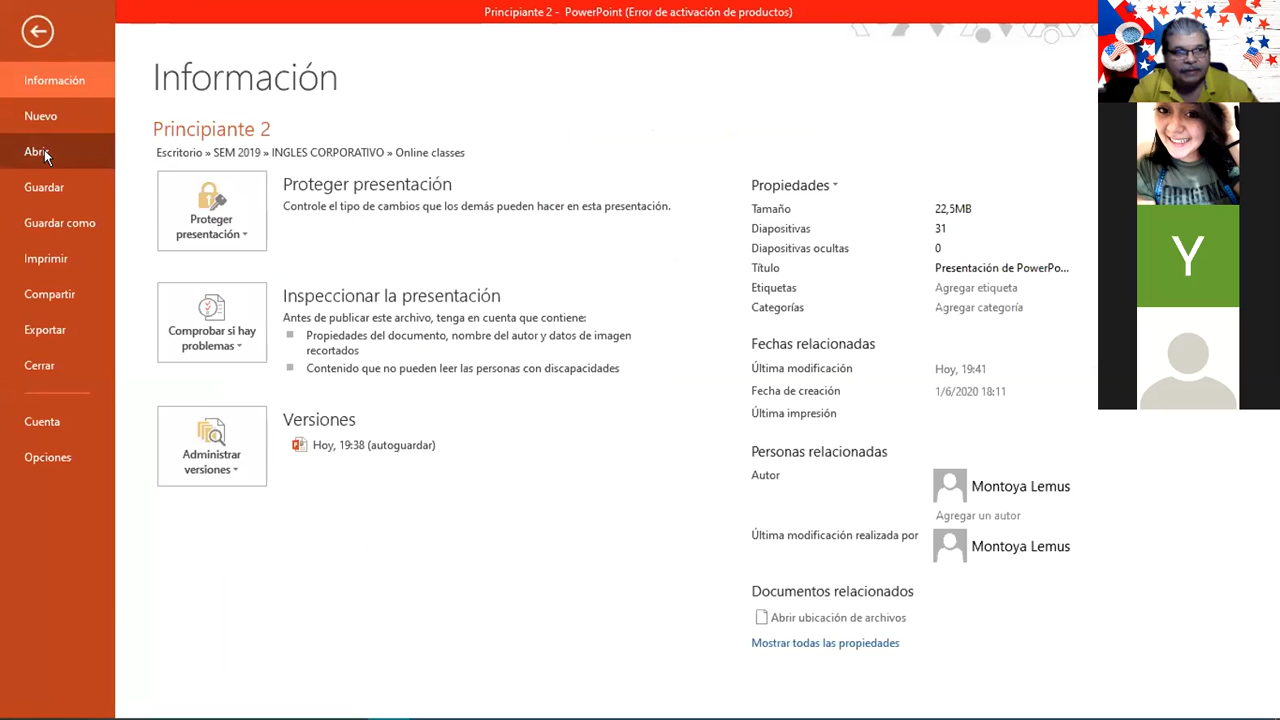 Principiante 2 - PowerPoint (Error de activación de productos)
Información
Nuevo
Abrir
Guardar
Guardar como
Imprimir
Compartir
Exportar
Cerrar
Cuenta
Opciones
Información
Principiante 2
Escritorio » SEM 2019 » INGLES CORPORATIVO » Online classes
Proteger
presentación
Proteger presentación
Controle el tipo de cambios que los demás pueden hacer en esta presentación.
Comprobar si hay
problemas
Inspeccionar la presentación
Antes de publicar este archivo, tenga en cuenta que contiene:
Propiedades del documento, nombre del autor y datos de imagen
recortados
Contenido que no pueden leer las personas con discapacidades
Administrar
versiones
Versiones
Hoy, 19:38 (autoguardar)
Propiedades
Tamaño 22,5MB
Diapositivas 31
Diapositivas ocultas 0
Título Presentación de PowerPo...
Etiquetas Agregar etiqueta
Categorías Agregar categoría
Fechas relacionadas
Última modificación Hoy, 19:41
Fecha de creación 1/6/2020 18:11
Última impresión
Personas relacionadas
Autor Montoya Lemus
Agregar un autor
Última modificación realizada por Montoya Lemus
Documentos relacionados
Abrir ubicación de archivos
Mostrar todas las propiedades
Y